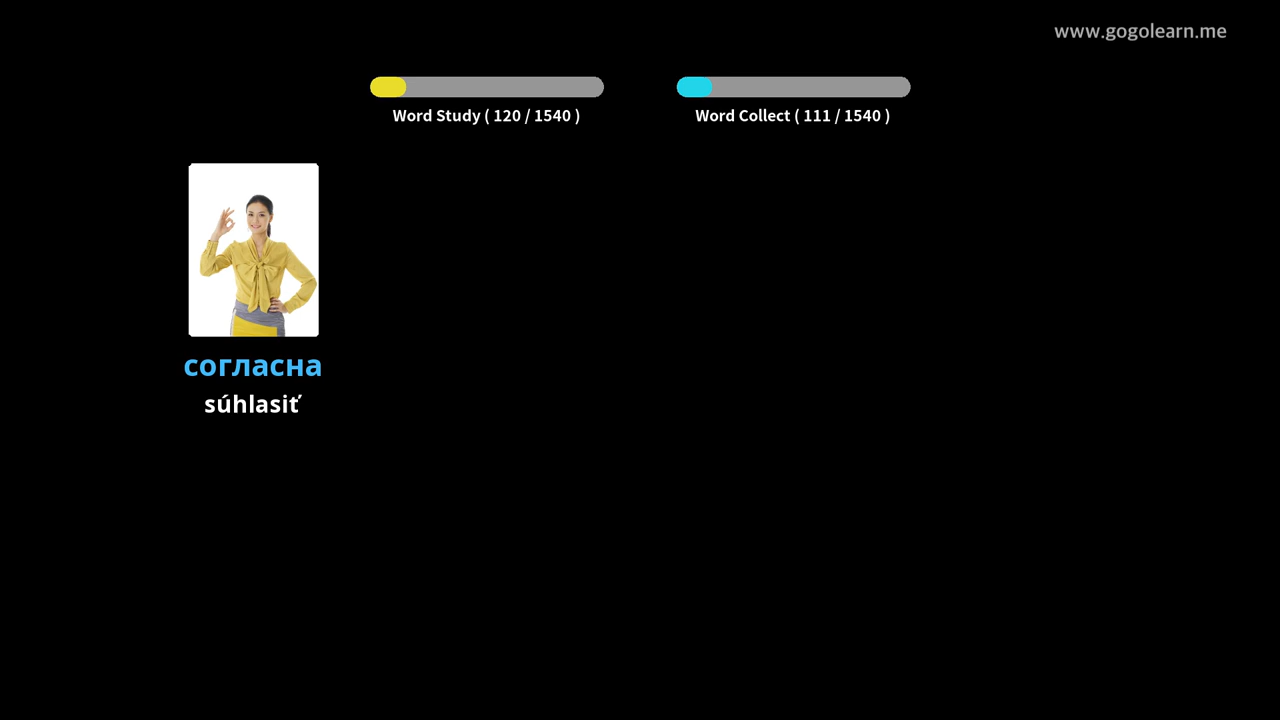 www.gogolearn.me
Word Study ( 120 / 1540 )
Word Collect ( 111 / 1540 )
согласна
súhlasiť